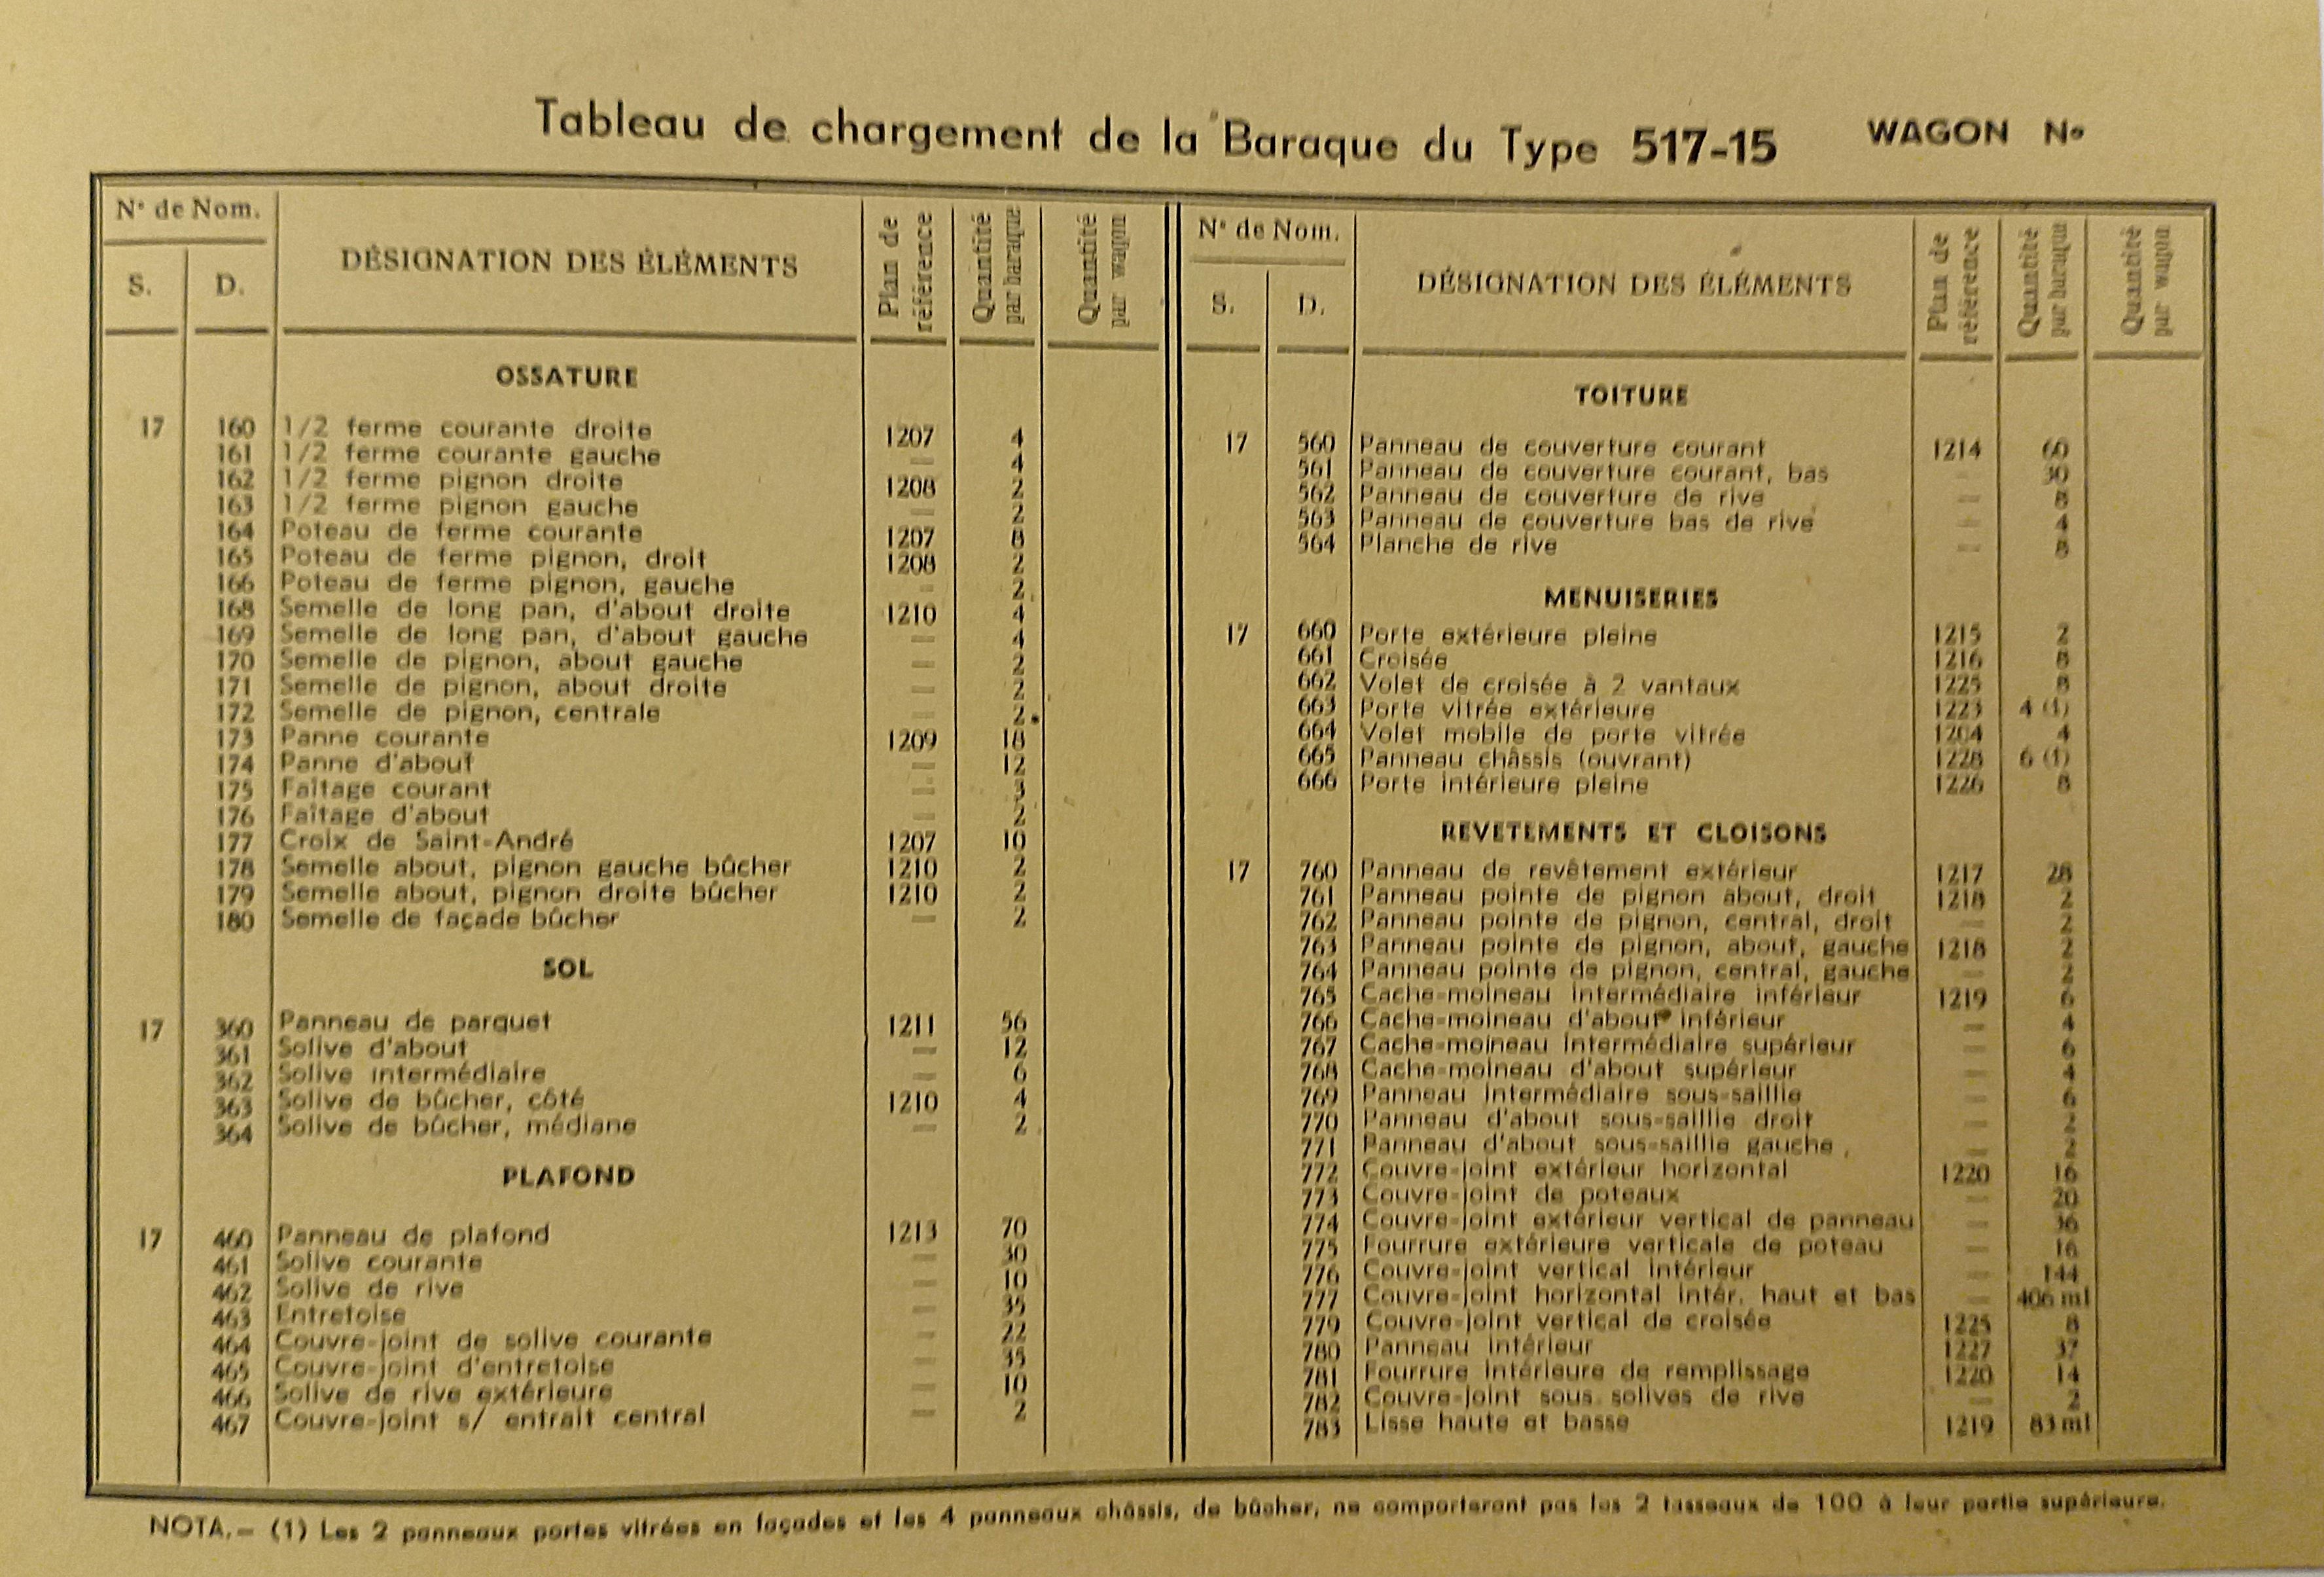 Tableau de chargement de la Baraque du Type 517-15 WAGON No
N° de Nom.
S. D. DÉSIGNATION DES ÉLÉMENTS Plan de référence Quantité par baraque Quantité par wagon
OSSATURE
17 160 1/2 ferme courante droite 1207 4
161 1/2 ferme courante gauche — 4
162 1/2 ferme pignon droite 1208 2
163 1/2 ferme pignon gauche — 2
164 Poteau de ferme courante 1207 8
165 Poteau de ferme pignon, droit 1208 2
166 Poteau de ferme pignon, gauche — 2
168 Semelle de long pan, d'about droite 1210 4
169 Semelle de long pan, d'about gauche — 4
170 Semelle de pignon, about gauche — 2
171 Semelle de pignon, about droite — 2
172 Semelle de pignon, centrale — 2
173 Panne courante 1209 18
174 Panne d'about — 12
175 Faîtage courant — 3
176 Faîtage d'about — 2
177 Croix de Saint-André 1207 10
178 Semelle about, pignon gauche bûcher 1210 2
179 Semelle about, pignon droite bûcher 1210 2
180 Semelle de façade bûcher — 2
SOL
17 360 Panneau de parquet 1211 56
361 Solive d'about — 12
362 Solive intermédiaire — 6
363 Solive de bûcher, côté 1210 4
364 Solive de bûcher, médiane — 2
PLAFOND
17 460 Panneau de plafond 1213 70
461 Solive courante — 30
462 Solive de rive — 10
463 Entretoise — 35
464 Couvre-joint de solive courante — 22
465 Couvre-joint d'entretoise — 35
466 Solive de rive extérieure — 10
467 Couvre-joint s/ entrait central — 2
N° de Nom.
S. D. DÉSIGNATION DES ÉLÉMENTS Plan de référence Quantité par baraque Quantité par wagon
TOITURE
17 560 Panneau de couverture courant 1214 60
561 Panneau de couverture courant, bas — 30
562 Panneau de couverture de rive — 8
563 Panneau de couverture bas de rive — 4
564 Planche de rive — 8
MENUISERIES
17 660 Porte extérieure pleine 1215 2
661 Croisée 1216 8
662 Volet de croisée à 2 vantaux 1225 8
663 Porte vitrée extérieure 1223 4 (1)
664 Volet mobile de porte vitrée 1204 4
665 Panneau châssis (ouvrant) 1228 6 (1)
666 Porte intérieure pleine 1226 8
REVETEMENTS ET CLOISONS
17 760 Panneau de revêtement extérieur 1217 28
761 Panneau pointe de pignon about, droit 1218 2
762 Panneau pointe de pignon, central, droit — 2
763 Panneau pointe de pignon, about, gauche 1218 2
764 Panneau pointe de pignon, central, gauche — 2
765 Cache-moineau intermédiaire inférieur 1219 6
766 Cache-moineau d'about inférieur — 4
767 Cache-moineau intermédiaire supérieur — 6
768 Cache-moineau d'about supérieur — 4
769 Panneau intermédiaire sous-saillie — 6
770 Panneau d'about sous-saillie droit — 2
771 Panneau d'about sous-saillie gauche — 2
772 Couvre-joint extérieur horizontal 1220 16
773 Couvre-joint de poteaux — 20
774 Couvre-joint extérieur vertical de panneau — 36
775 Fourrure extérieure verticale de poteau — 16
776 Couvre-joint vertical intérieur — 144
777 Couvre-joint horizontal intér. haut et bas — 406 ml
779 Couvre-joint vertical de croisée 1225 8
780 Panneau intérieur 1227 37
781 Fourrure intérieure de remplissage 1220 14
782 Couvre-joint sous solives de rive — 2
783 Lisse haute et basse 1219 83 ml
NOTA.— (1) Les 2 panneaux portes vitrées en façades et les 4 panneaux châssis, de bûcher, ne comporteront pas les 2 tasseaux de 100 à leur partie supérieure.